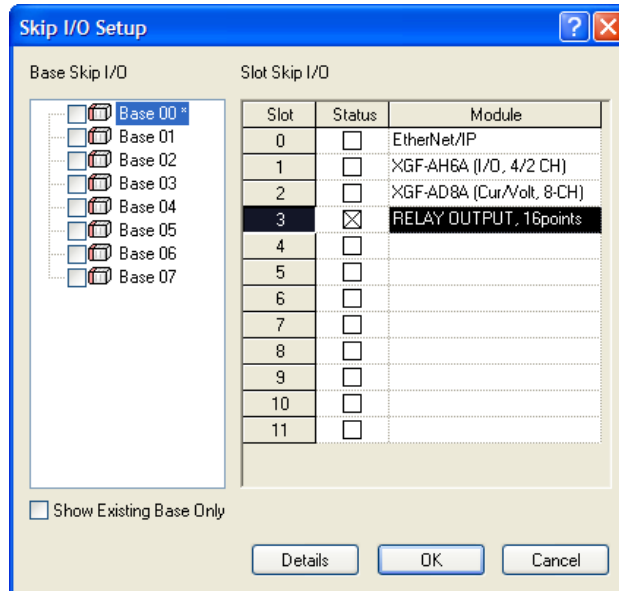 Skip I/O Setup
Base Skip I/O
Base 00 *
Base 01
Base 02
Base 03
Base 04
Base 05
Base 06
Base 07
Show Existing Base Only
Slot Skip I/O
Slot Status Module
0 EtherNet/IP
1 XGF-AH6A (I/O, 4/2 CH)
2 XGF-AD8A (Cur/Volt, 8-CH)
3 RELAY OUTPUT, 16points
4
5
6
7
8
9
10
11
Details OK Cancel